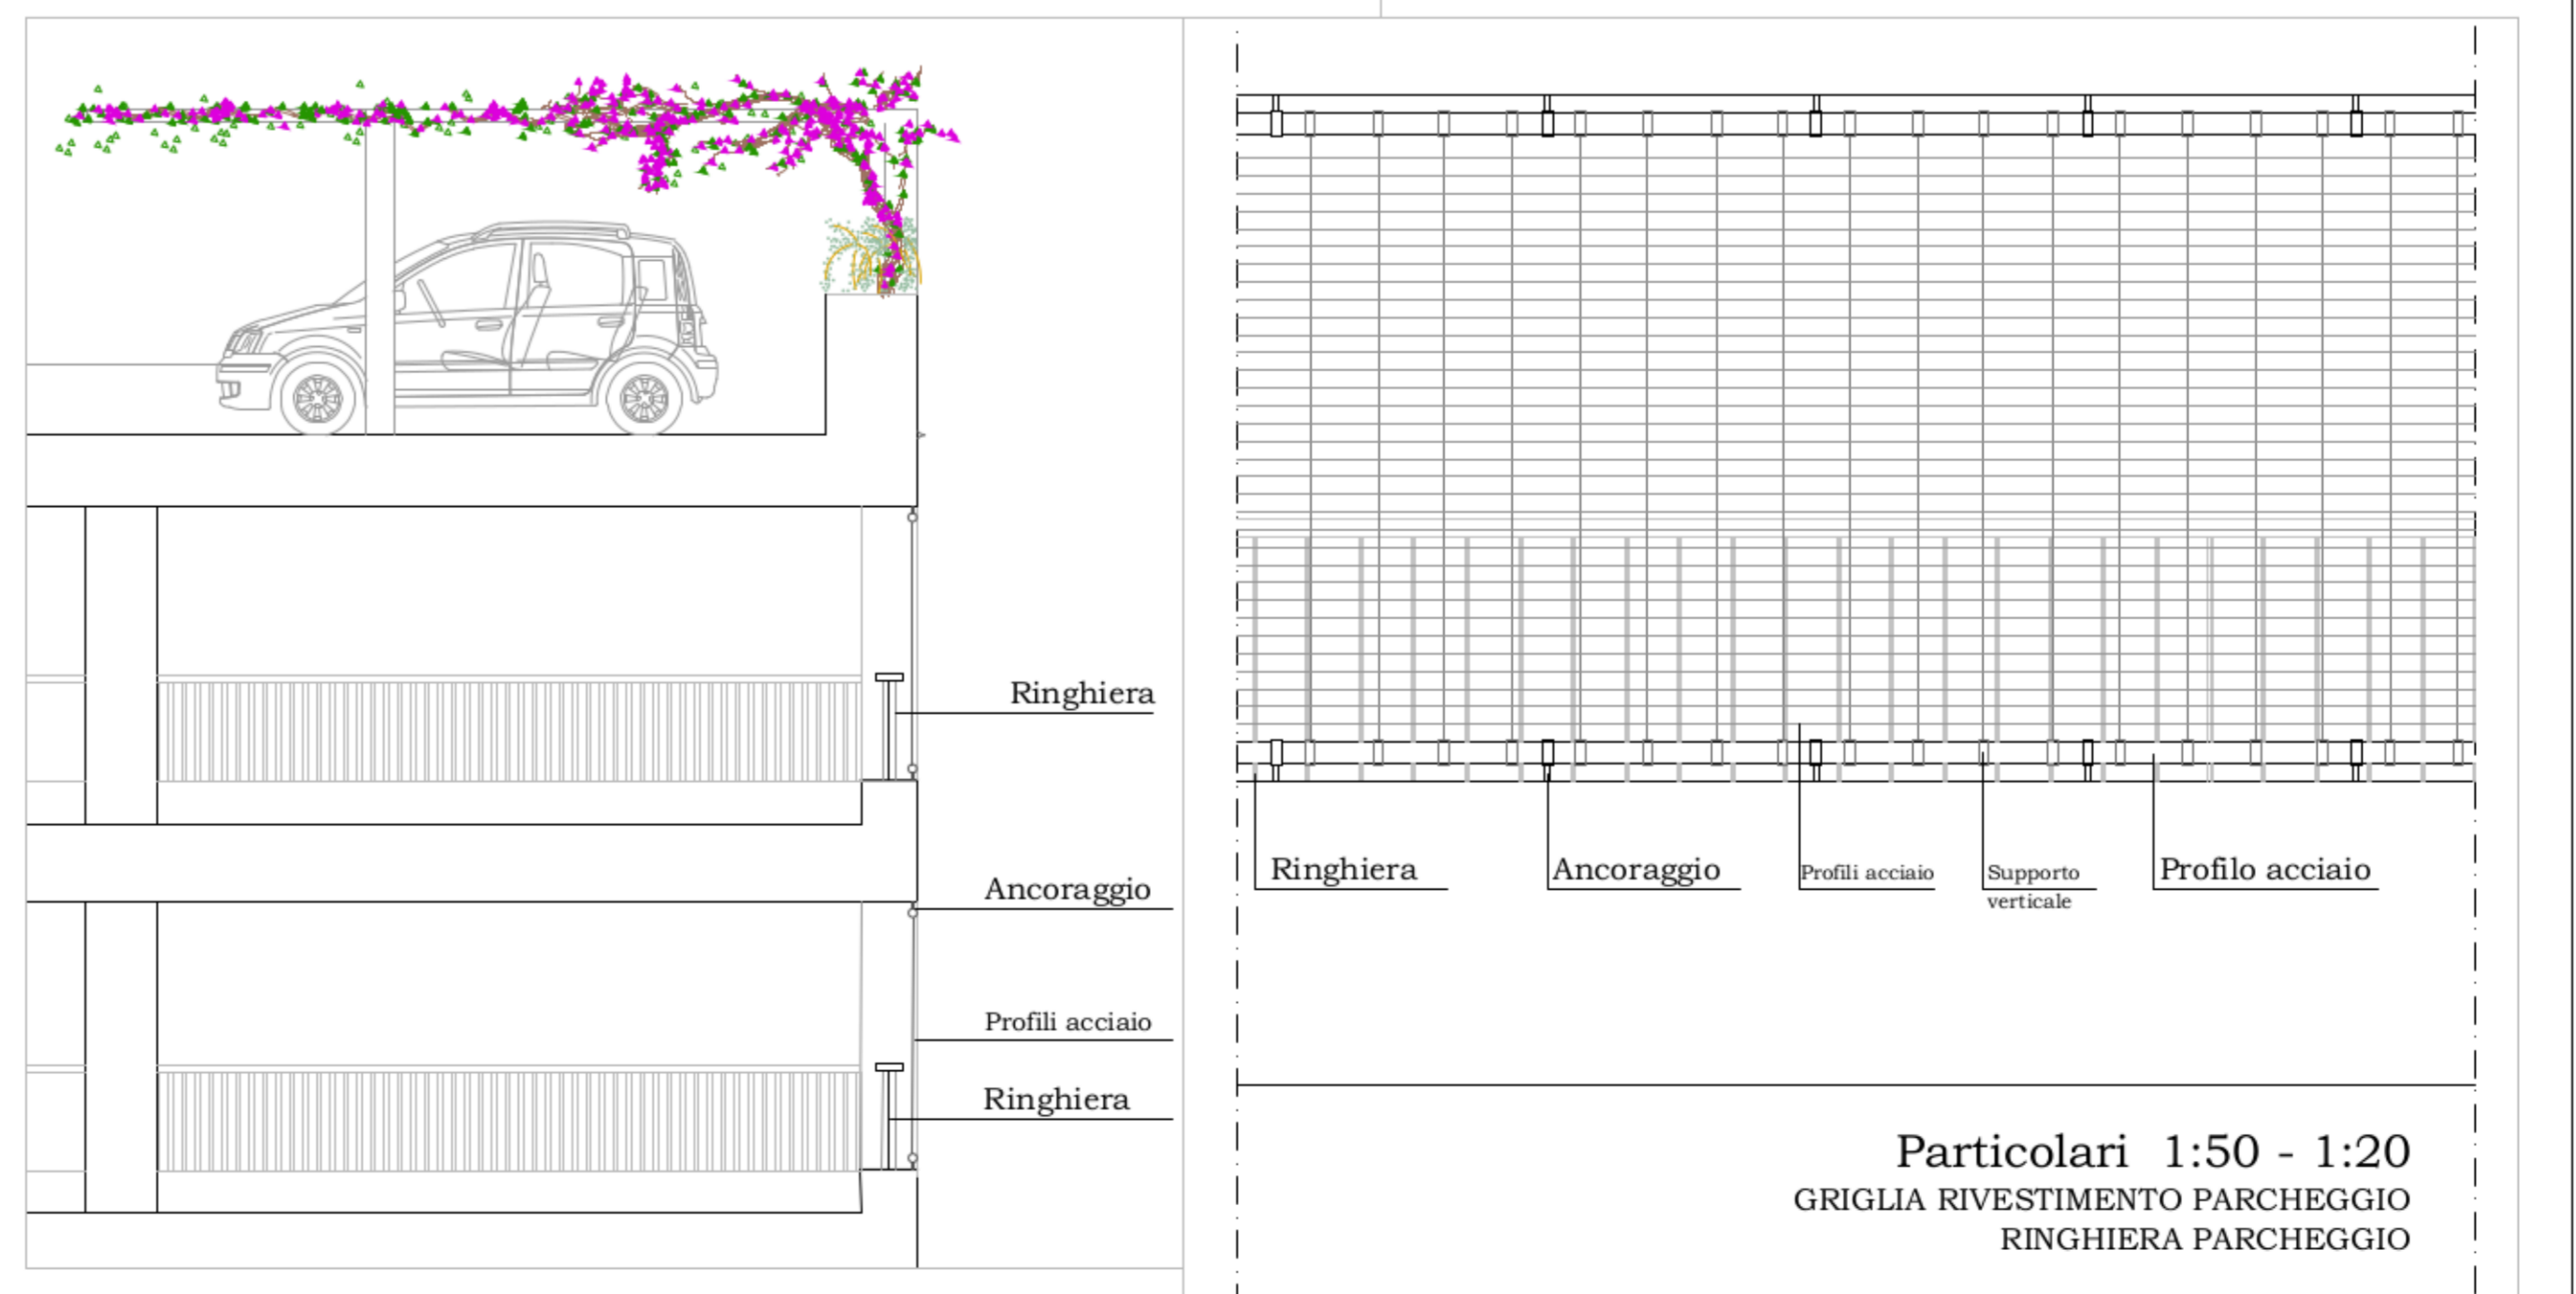 Ringhiera
Ancoraggio
Profili acciaio
Ringhiera
Ringhiera
Ancoraggio
Profili acciaio
Supporto
verticale
Profilo acciaio
Particolari 1:50 - 1:20
GRIGLIA RIVESTIMENTO PARCHEGGIO
RINGHIERA PARCHEGGIO